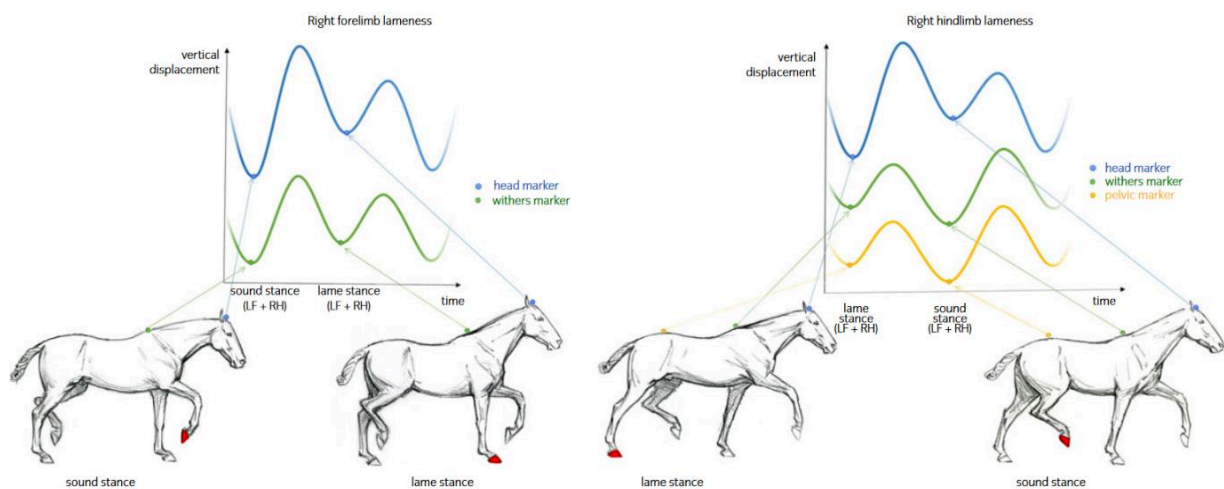 Right forelimb lameness
vertical
displacement
head marker
withers marker
sound stance
(LF + RH)
lame stance
(LF + RH)
time
sound stance
lame stance
Right hindlimb lameness
vertical
displacement
head marker
withers marker
pelvic marker
lame
stance
(LF + RH)
sound
stance
(LF + RH)
time
lame stance
sound stance